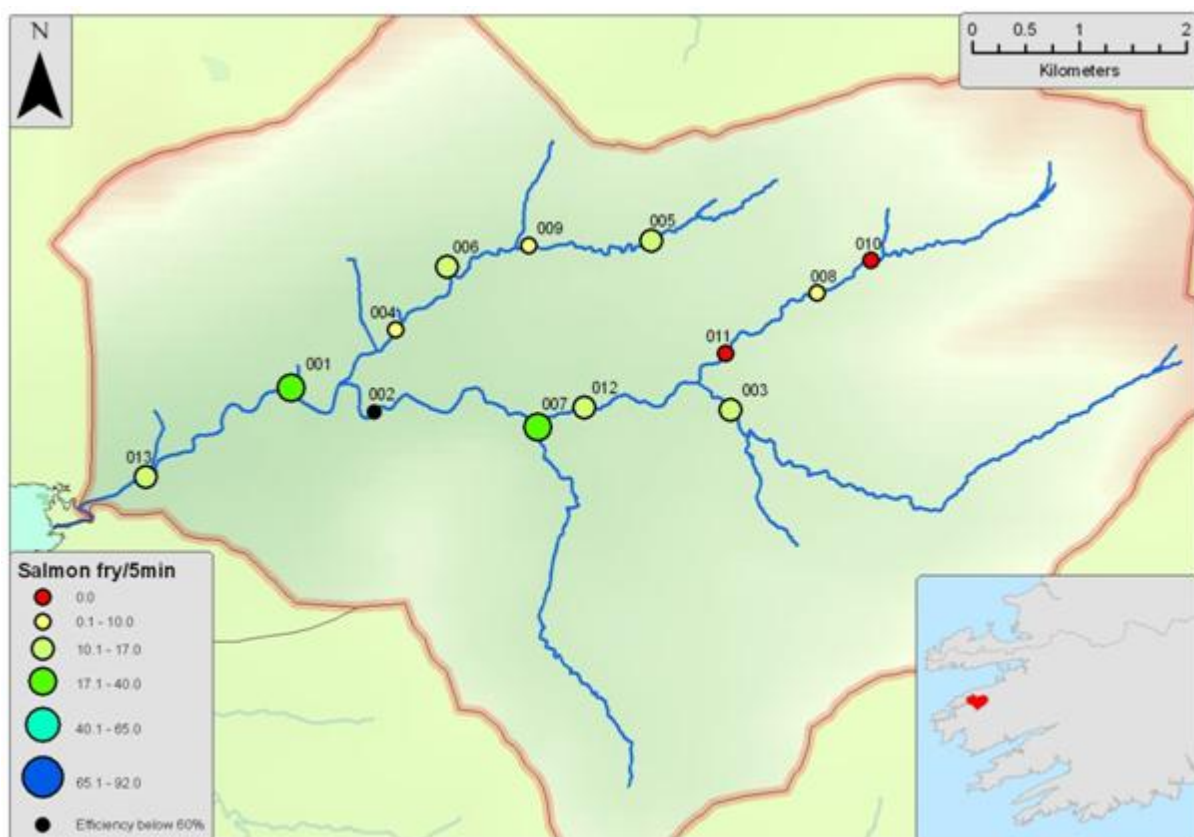 N
0 0.5 1 2
Kilometers
009
005
006
010
008
004
011
001
002
012
003
007
013
Salmon fry/5min
0.0
0.1 - 10.0
10.1 - 17.0
17.1 - 40.0
40.1 - 65.0
65.1 - 92.0
Efficiency below 60%